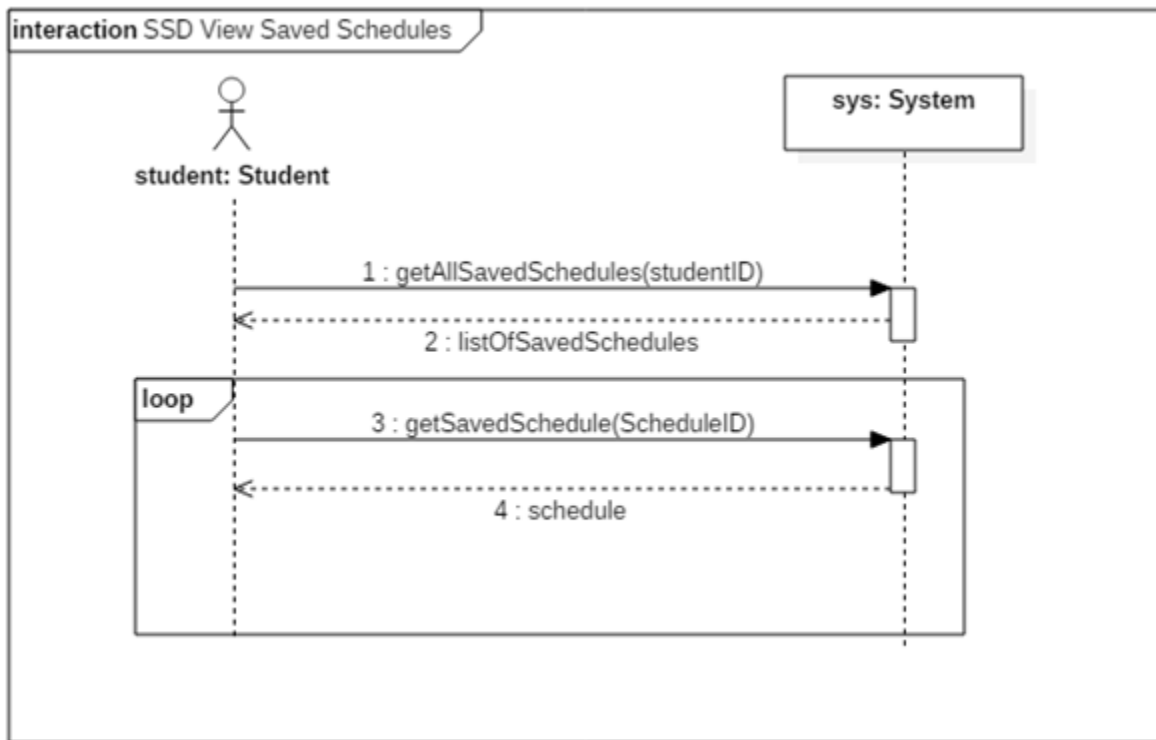 interaction SSD View Saved Schedules
sys: System
student: Student
1 : getAllSavedSchedules(studentID)
2 : listOfSavedSchedules
loop
3 : getSavedSchedule(ScheduleID)
4 : schedule